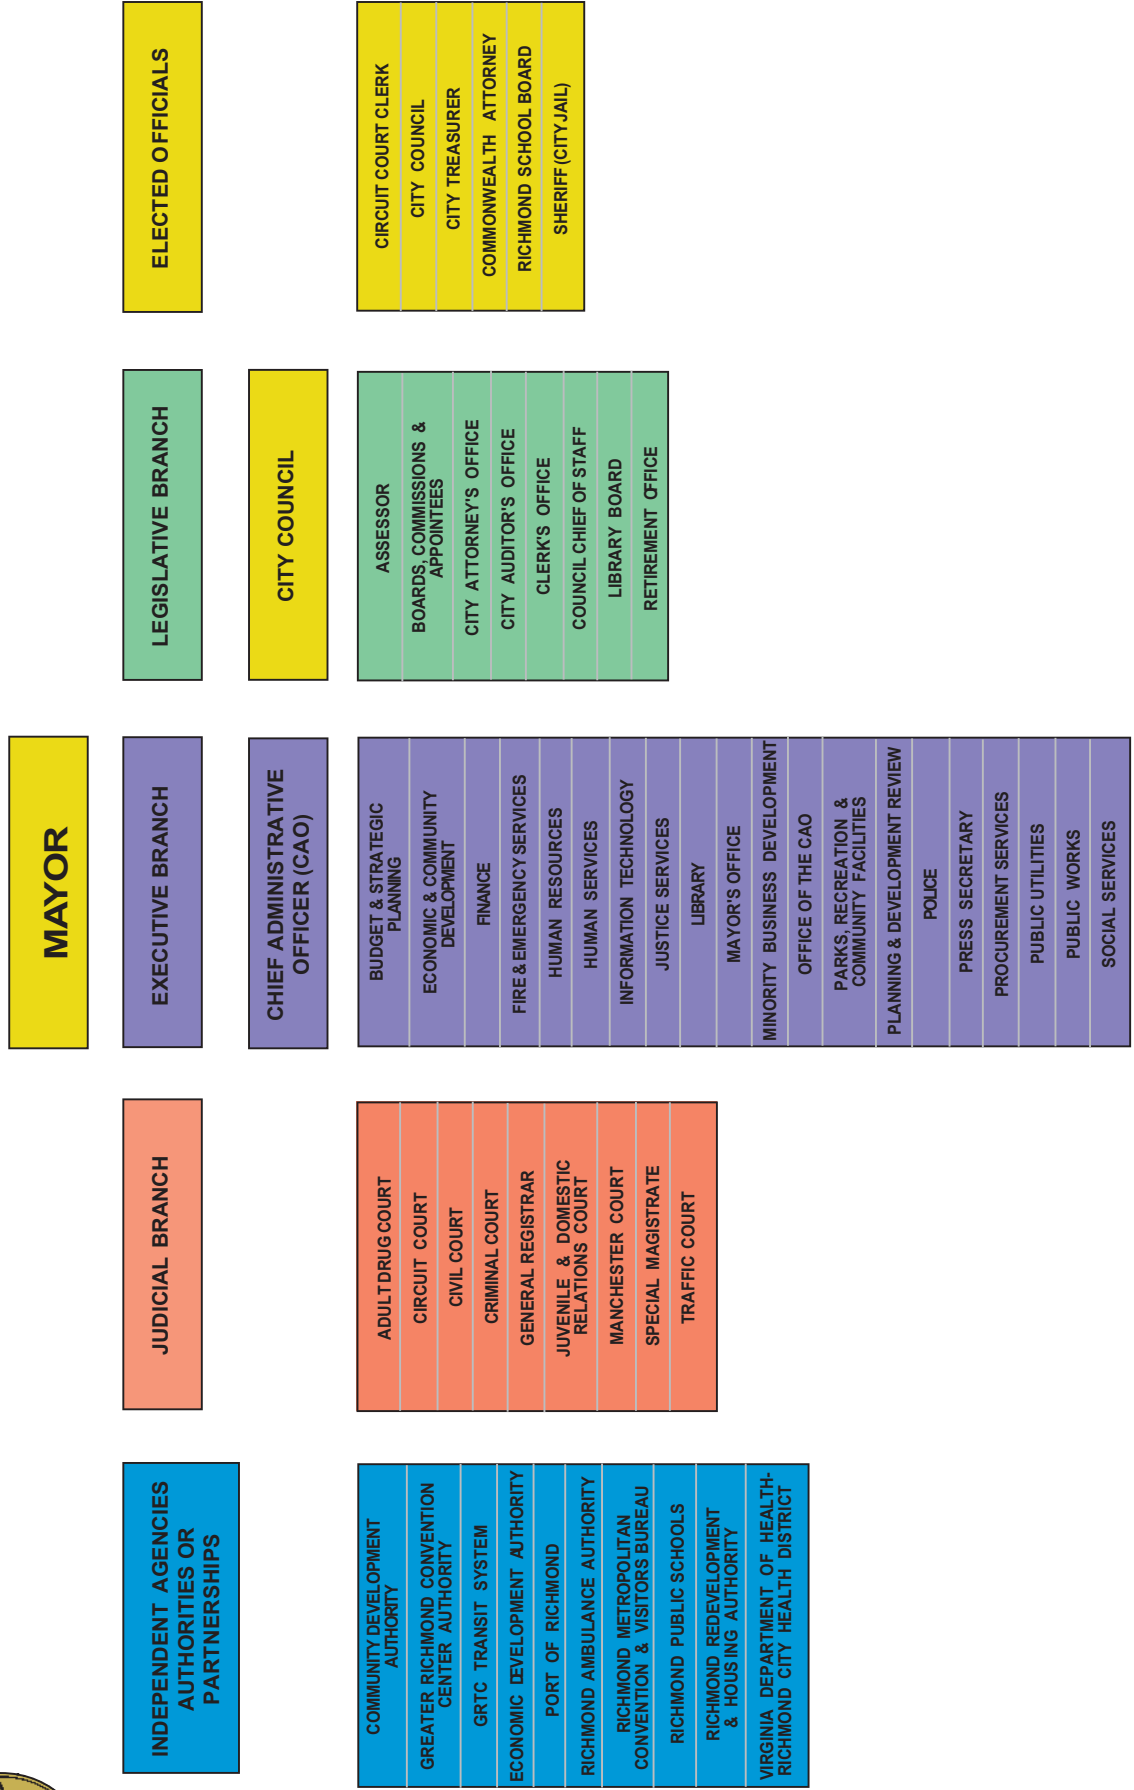 MAYOR
INDEPENDENT AGENCIES
AUTHORITIES OR
PARTNERSHIPS
JUDICIAL BRANCH
EXECUTIVE BRANCH
LEGISLATIVE BRANCH
ELECTED OFFICIALS
CHIEF ADMINISTRATIVE
OFFICER (CAO)
CITY COUNCIL
COMMUNITY DEVELOPMENT
AUTHORITY
GREATER RICHMOND CONVENTION
CENTER AUTHORITY
GRTC TRANSIT SYSTEM
ECONOMIC DEVELOPMENT AUTHORITY
PORT OF RICHMOND
RICHMOND AMBULANCE AUTHORITY
RICHMOND METROPOLITAN
CONVENTION & VISITORS BUREAU
RICHMOND PUBLIC SCHOOLS
RICHMOND REDEVELOPMENT
& HOUSING AUTHORITY
VIRGINIA DEPARTMENT OF HEALTH-
RICHMOND CITY HEALTH DISTRICT
ADULT DRUG COURT
CIRCUIT COURT
CIVIL COURT
CRIMINAL COURT
GENERAL REGISTRAR
JUVENILE & DOMESTIC
RELATIONS COURT
MANCHESTER COURT
SPECIAL MAGISTRATE
TRAFFIC COURT
BUDGET & STRATEGIC
PLANNING
ECONOMIC & COMMUNITY
DEVELOPMENT
FINANCE
FIRE & EMERGENCY SERVICES
HUMAN RESOURCES
HUMAN SERVICES
INFORMATION TECHNOLOGY
JUSTICE SERVICES
LIBRARY
MAYOR'S OFFICE
MINORITY BUSINESS DEVELOPMENT
OFFICE OF THE CAO
PARKS, RECREATION &
COMMUNITY FACILITIES
PLANNING & DEVELOPMENT REVIEW
POLICE
PRESS SECRETARY
PROCUREMENT SERVICES
PUBLIC UTILITIES
PUBLIC WORKS
SOCIAL SERVICES
ASSESSOR
BOARDS, COMMISSIONS &
APPOINTEES
CITY ATTORNEY'S OFFICE
CITY AUDITOR'S OFFICE
CLERK'S OFFICE
COUNCIL CHIEF OF STAFF
LIBRARY BOARD
RETIREMENT OFFICE
CIRCUIT COURT CLERK
CITY COUNCIL
CITY TREASURER
COMMONWEALTH ATTORNEY
RICHMOND SCHOOL BOARD
SHERIFF (CITY JAIL)